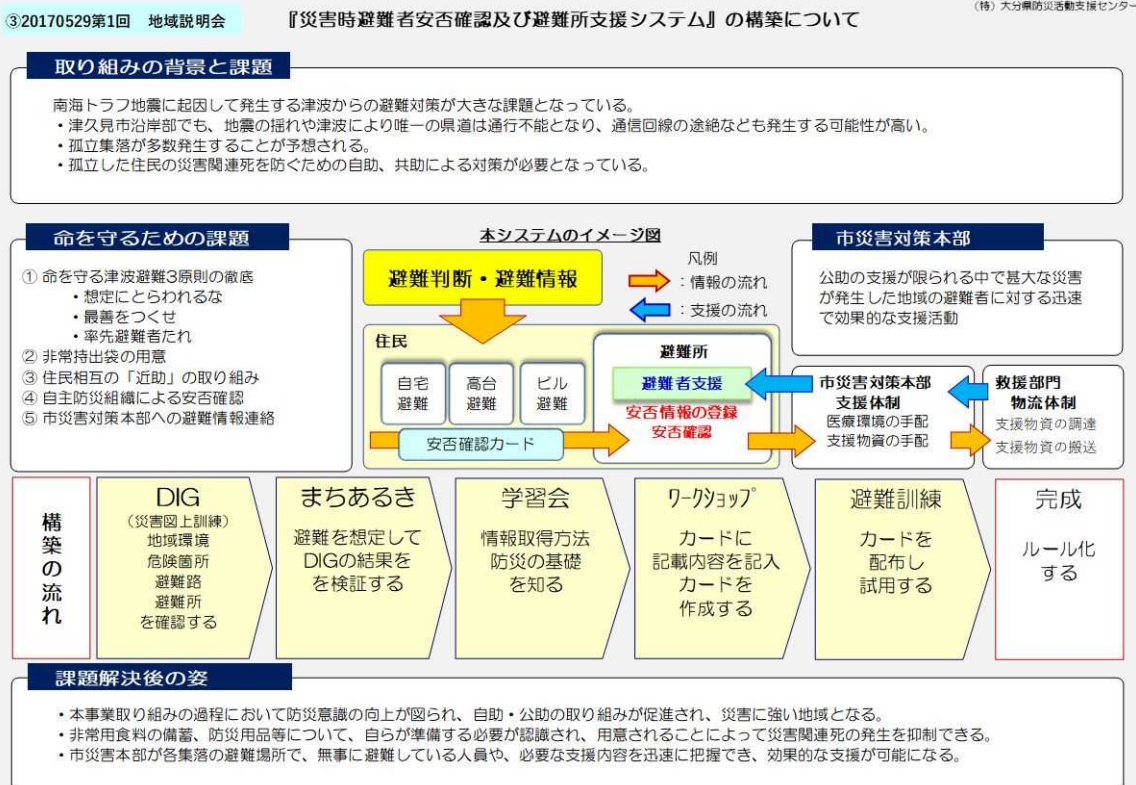 ③20170529第1回 地域説明会
『災害時避難者安否確認及び避難所支援システム』の構築について
(特)大分県防災活動支援センター
取り組みの背景と課題
南海トラフ地震に起因して発生する津波からの避難対策が大きな課題となっている。
・津久見市沿岸部でも、地震の揺れや津波により唯一の県道は通行不能となり、通信回線の途絶なども発生する可能性が高い。
・孤立集落が多数発生することが予想される。
・孤立した住民の災害関連死を防ぐための自助、共助による対策が必要となっている。
命を守るための課題
① 命を守る津波避難3原則の徹底
・想定にとらわれるな
・最善をつくせ
・率先避難者たれ
② 非常持出袋の用意
③ 住民相互の「近助」の取り組み
④ 自主防災組織による安否確認
⑤ 市災害対策本部への避難情報連絡
本システムのイメージ図
避難判断・避難情報
凡例
:情報の流れ
:支援の流れ
住民
自宅
避難
高台
避難
ビル
避難
安否確認カード
避難所
避難者支援
安否情報の登録
安否確認
市災害対策本部
公助の支援が限られる中で甚大な災害
が発生した地域の避難者に対する迅速
で効果的な支援活動
市災害対策本部
支援体制
医療環境の手配
支援物資の手配
救援部門
物流体制
支援物資の調達
支援物資の搬送
構築の流れ
DIG
(災害図上訓練)
地域環境
危険箇所
避難路
避難所
を確認する
まちあるき
避難を想定して
DIGの結果を
を検証する
学習会
情報取得方法
防災の基礎
を知る
ワークショップ
カードに
記載内容を記入
カードを
作成する
避難訓練
カードを
配布し
試用する
完成
ルール化
する
課題解決後の姿
・本事業取り組みの過程において防災意識の向上が図られ、自助・公助の取り組みが促進され、災害に強い地域となる。
・非常用食料の備蓄、防災用品等について、自らが準備する必要が認識され、用意されることによって災害関連死の発生を抑制できる。
・市災害本部が各集落の避難場所で、無事に避難している人員や、必要な支援内容を迅速に把握でき、効果的な支援が可能になる。